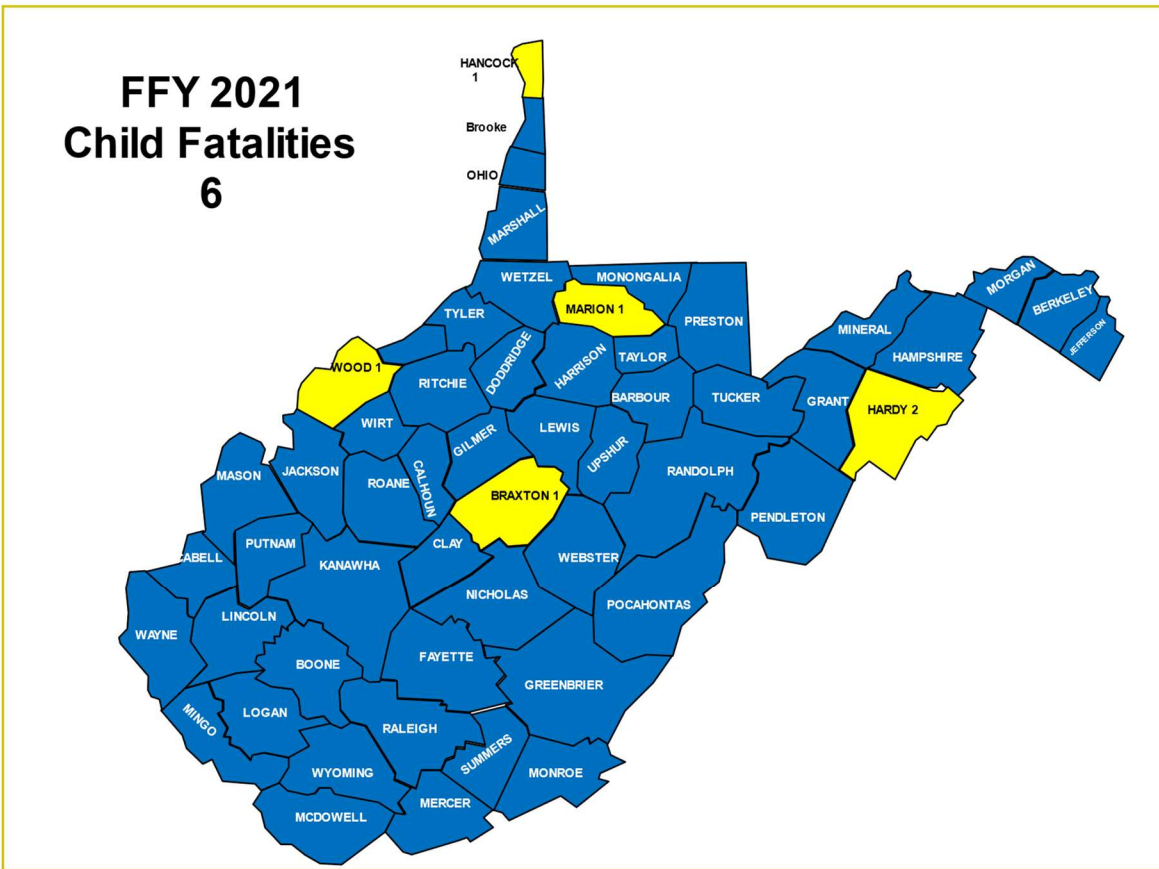 FFY 2021
Child Fatalities
6
HANCOCK
1
Brooke
OHIO
MARSHALL
WETZEL
MONONGALIA
MARION 1
PRESTON
TYLER
MORGAN
BERKELEY
JEFFERSON
MINERAL
HAMPSHIRE
WOOD 1
RITCHIE
DODDRIDGE
HARRISON
TAYLOR
BARBOUR
TUCKER
GRANT
HARDY 2
WIRT
GILMER
LEWIS
UPSHUR
RANDOLPH
MASON
JACKSON
ROANE
CALHOUN
BRAXTON 1
PENDLETON
CABELL
PUTNAM
KANAWHA
CLAY
WEBSTER
NICHOLAS
POCAHONTAS
WAYNE
LINCOLN
BOONE
FAYETTE
GREENBRIER
MINGO
LOGAN
RALEIGH
SUMMERS
WYOMING
MONROE
MERCER
MCDOWELL